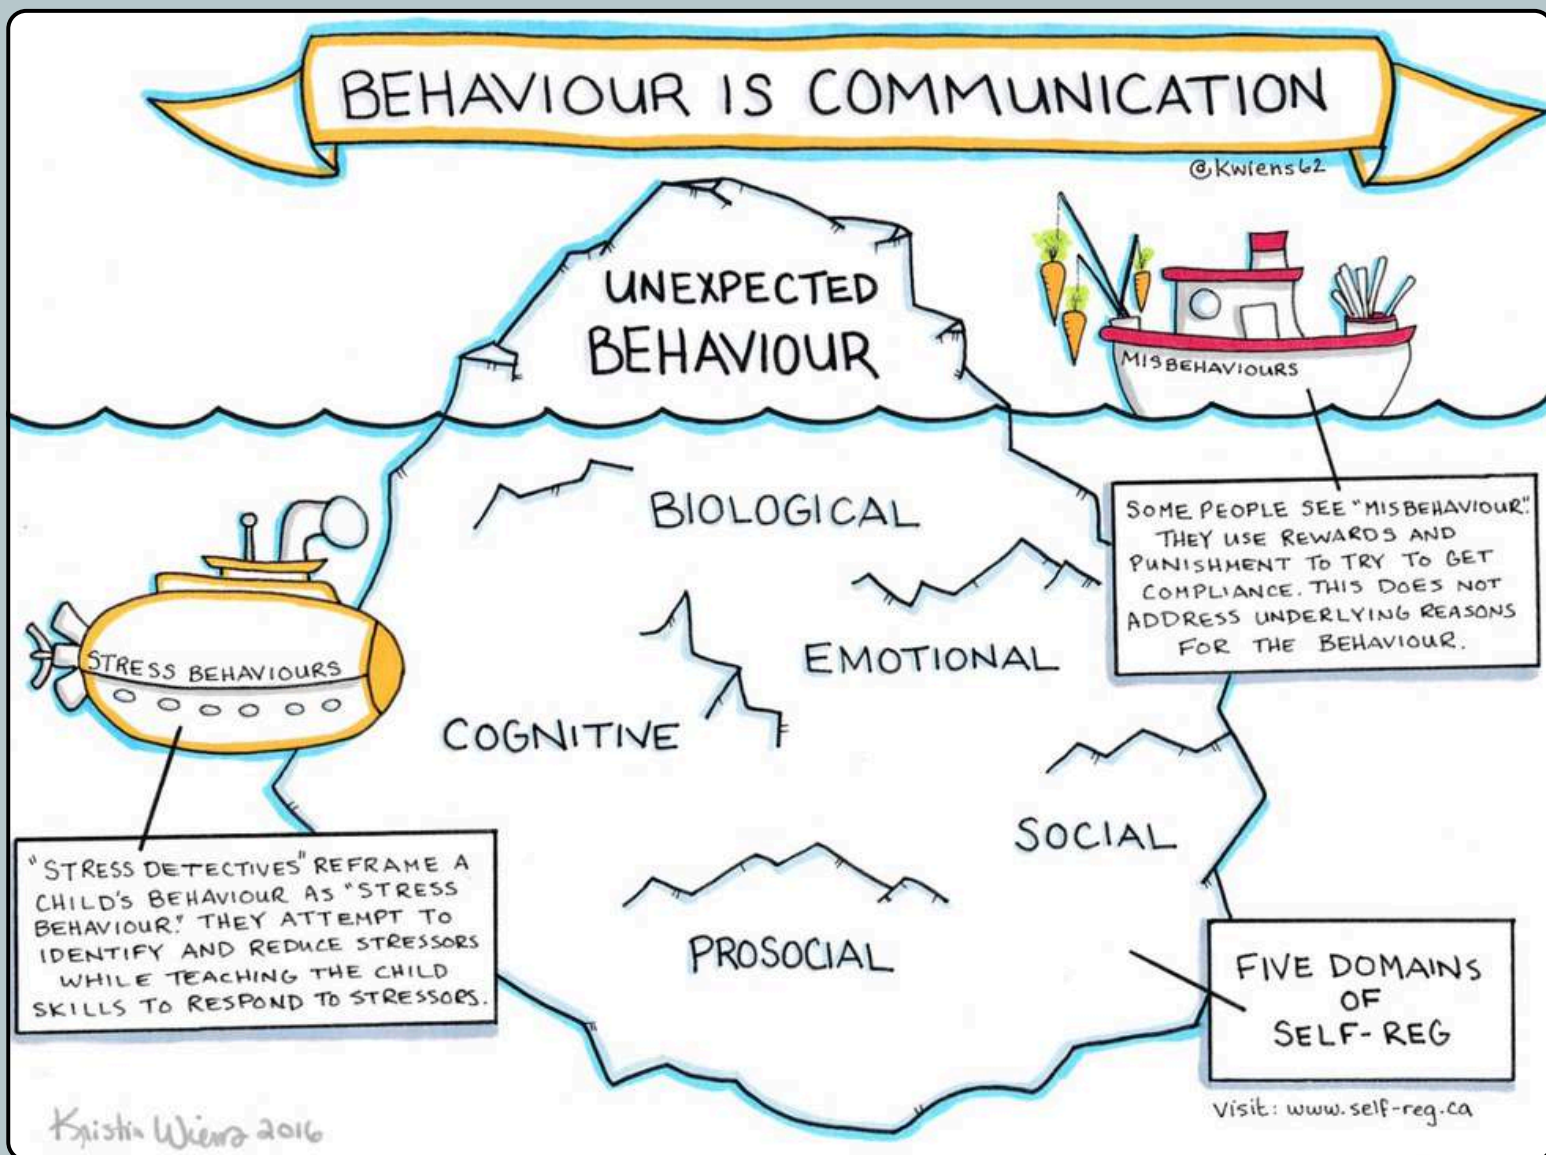 BEHAVIOUR IS COMMUNICATION
@Kwiens62
UNEXPECTED
BEHAVIOUR
MISBEHAVIOURS
BIOLOGICAL
SOME PEOPLE SEE "MISBEHAVIOUR".
THEY USE REWARDS AND
PUNISHMENT TO TRY TO GET
COMPLIANCE. THIS DOES NOT
ADDRESS UNDERLYING REASONS
FOR THE BEHAVIOUR.
EMOTIONAL
STRESS BEHAVIOURS
COGNITIVE
SOCIAL
"STRESS DETECTIVES" REFRAME A
CHILD'S BEHAVIOUR AS "STRESS
BEHAVIOUR." THEY ATTEMPT TO
IDENTIFY AND REDUCE STRESSORS
WHILE TEACHING THE CHILD
SKILLS TO RESPOND TO STRESSORS.
PROSOCIAL
FIVE DOMAINS
OF
SELF-REG
Visit: www.self-reg.ca
Kristin Wiens 2016